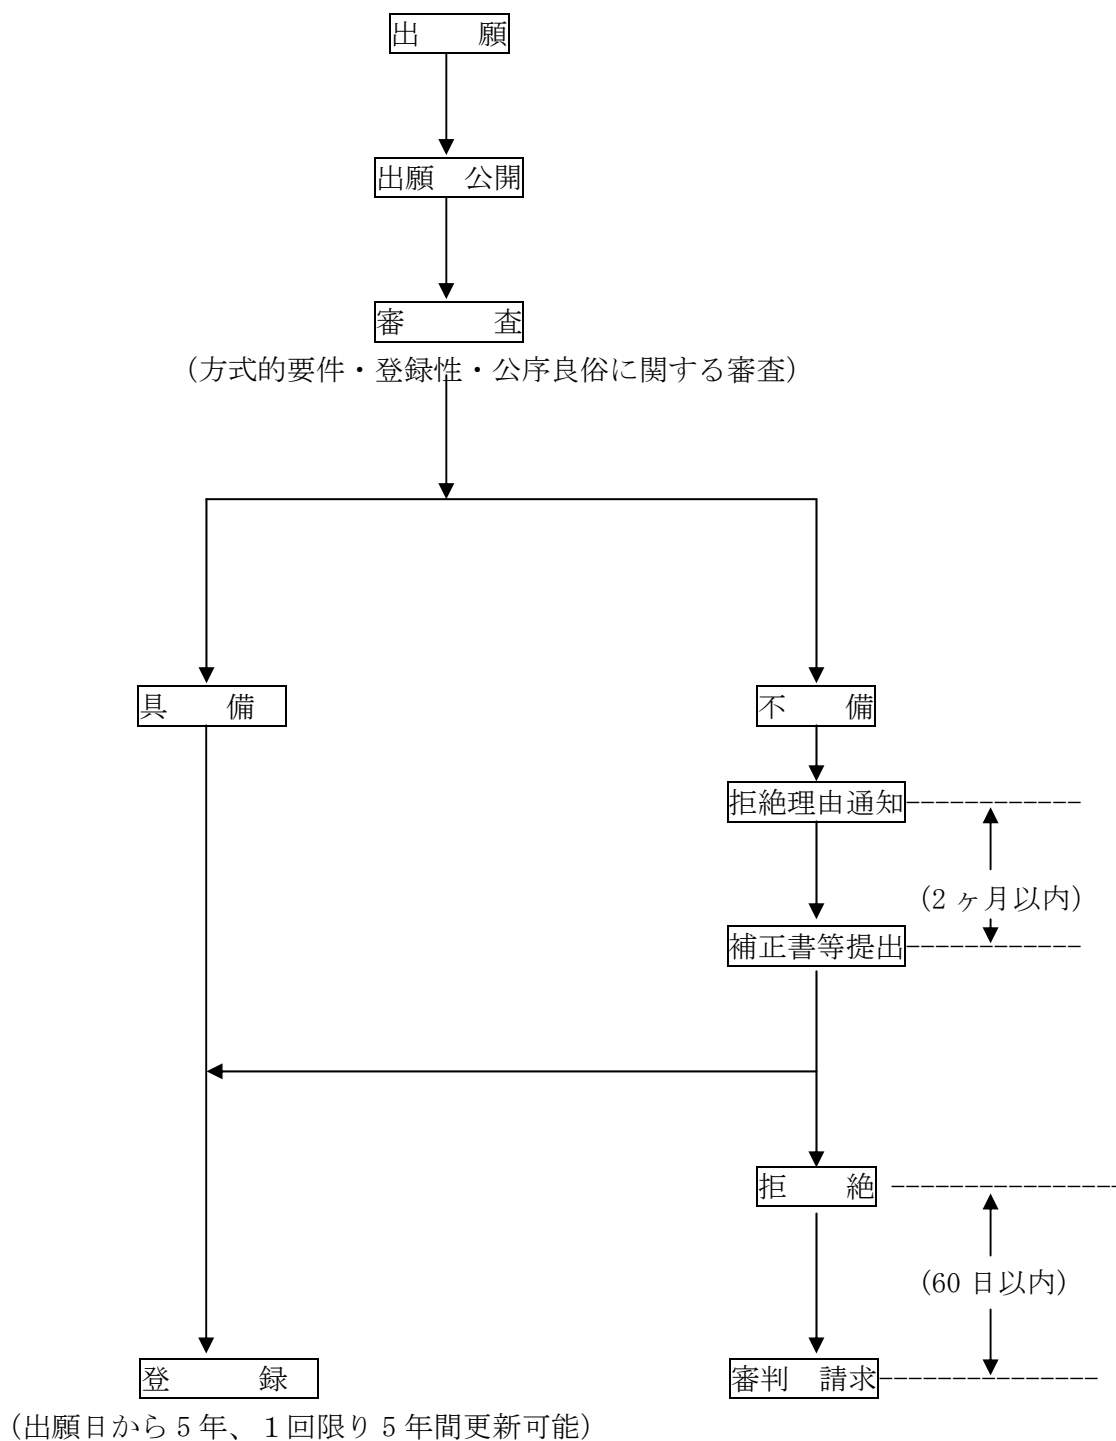 出　　願
出願　公開
審　　　査
(方式的要件・登録性・公序良俗に関する審査)
具　　備
不　　備
拒絶理由通知
(2 ヶ月以内)
補正書等提出
拒　　絶
(60 日以内)
登　　　録
審判　請求
(出願日から 5 年、１回限り 5 年間更新可能)